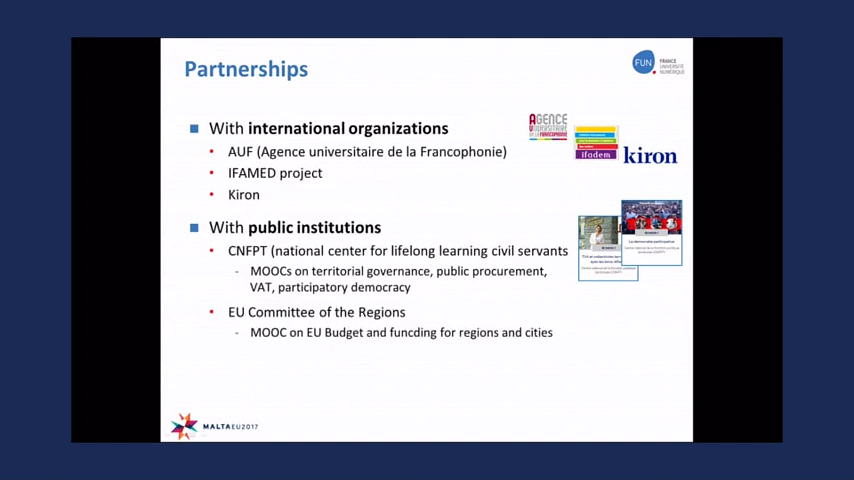 Partnerships
FUN
FRANCE
UNIVERSITÉ
NUMÉRIQUE
With international organizations
AGENCE
UNIVERSITAIRE
DE LA FRANCOPHONIE
AUF (Agence universitaire de la Francophonie)
ifadem
kiron
IFAMED project
Kiron
With public institutions
CNFPT (national center for lifelong learning civil servants
MOOCs on territorial governance, public procurement,
VAT, participatory democracy
La démocratie participative
EU Committee of the Regions
MOOC on EU Budget and funcding for regions and cities
MALTAEU2017